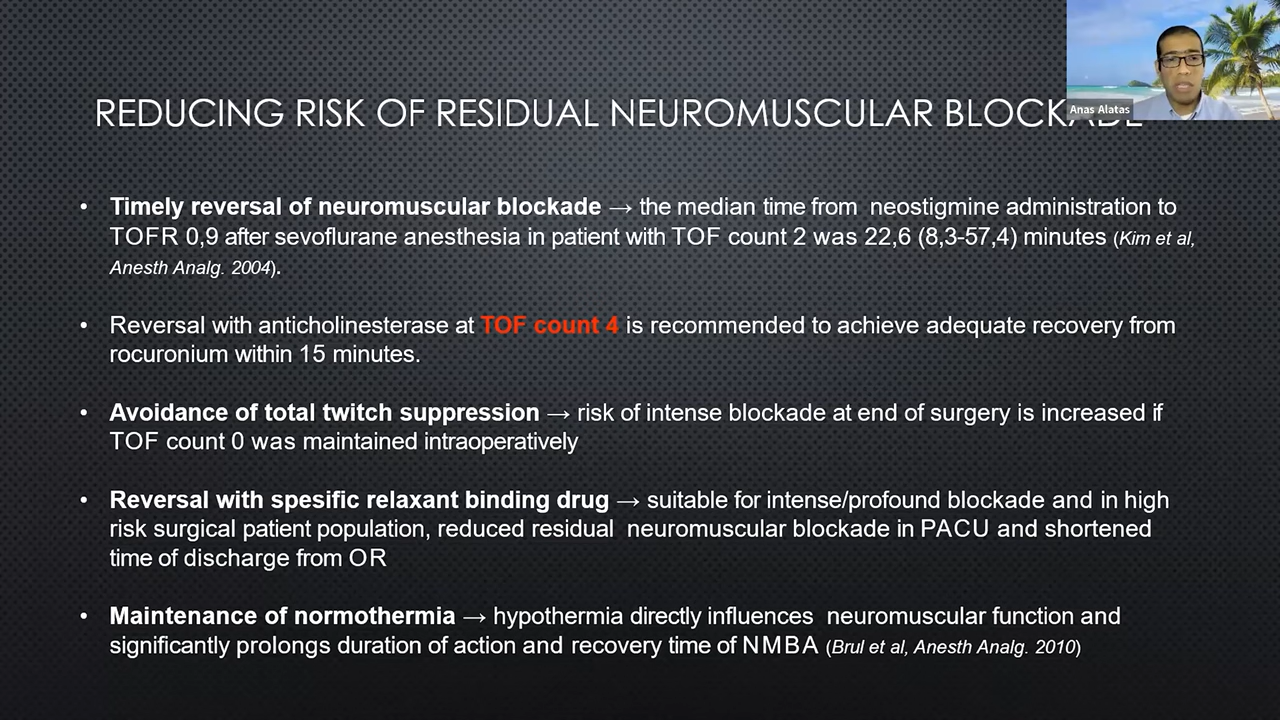 Anas Alatas
REDUCING RISK OF RESIDUAL NEUROMUSCULAR BLOCKADE
• Timely reversal of neuromuscular blockade → the median time from neostigmine administration to
TOFR 0,9 after sevoflurane anesthesia in patient with TOF count 2 was 22,6 (8,3-57,4) minutes (Kim et al,
Anesth Analg. 2004).
• Reversal with anticholinesterase at TOF count 4 is recommended to achieve adequate recovery from
rocuronium within 15 minutes.
• Avoidance of total twitch suppression → risk of intense blockade at end of surgery is increased if
TOF count 0 was maintained intraoperatively
• Reversal with spesific relaxant binding drug → suitable for intense/profound blockade and in high
risk surgical patient population, reduced residual neuromuscular blockade in PACU and shortened
time of discharge from OR
• Maintenance of normothermia → hypothermia directly influences neuromuscular function and
significantly prolongs duration of action and recovery time of NMBA (Brul et al, Anesth Analg. 2010)